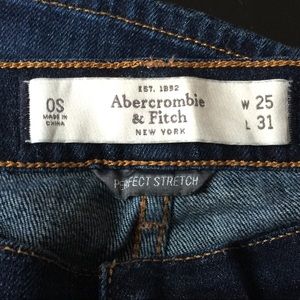 EST. 1892
0S
MADE IN
CHINA
Abercrombie
& Fitch
NEW YORK
W 25
L 31
PERFECT STRETCH